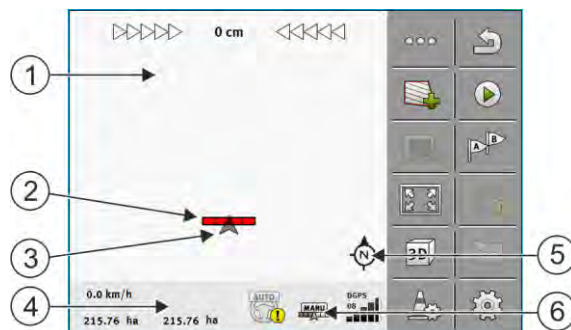 0 cm
1
A B
2
3
N
5
3D
4
0.0 km/h
AUTO
DGPS
08
MANU
6
215.76 ha 215.76 ha